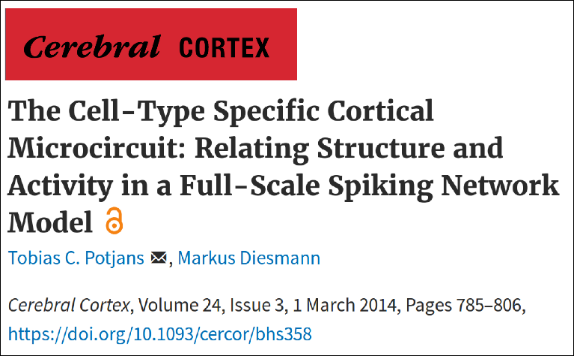 Cerebral CORTEX
The Cell-Type Specific Cortical
Microcircuit: Relating Structure and
Activity in a Full-Scale Spiking Network
Model
Tobias C. Potjans , Markus Diesmann
Cerebral Cortex, Volume 24, Issue 3, 1 March 2014, Pages 785–806,
https://doi.org/10.1093/cercor/bhs358